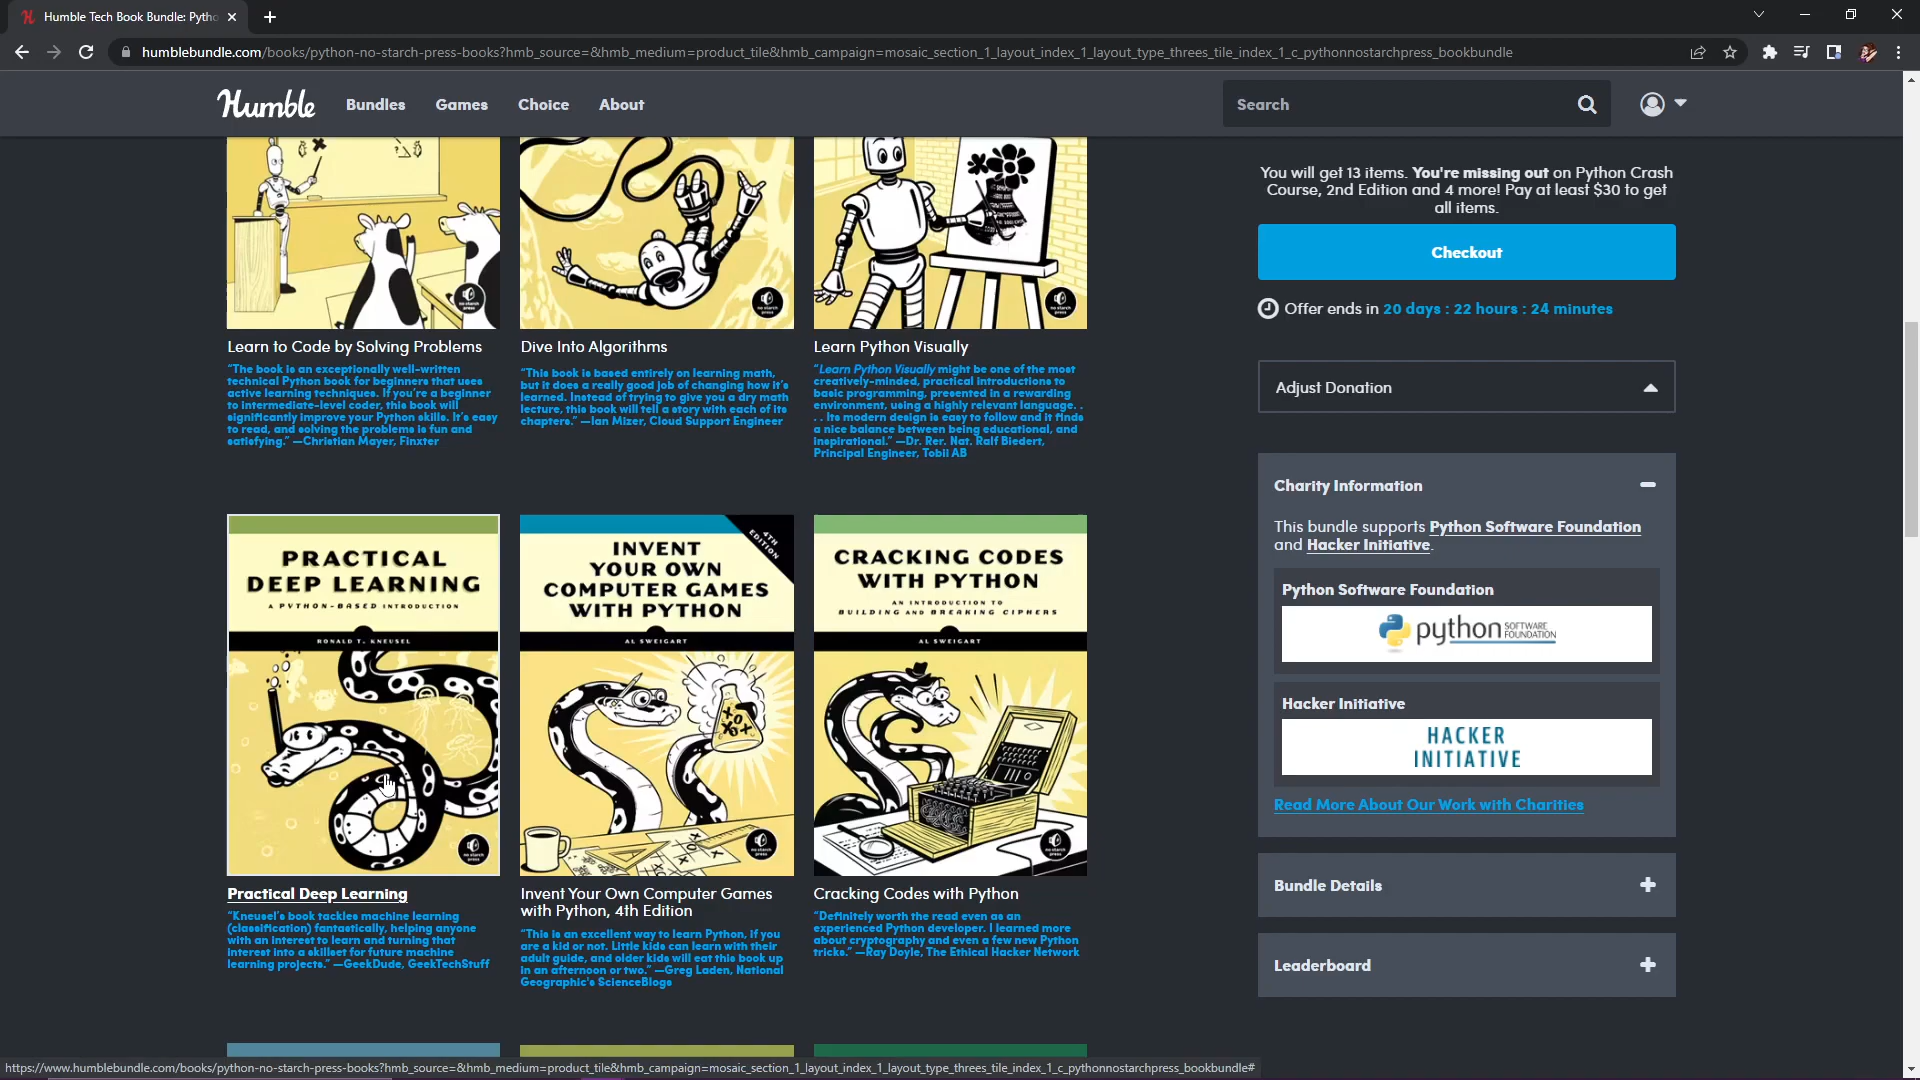 Humble Tech Book Bundle: Pytho
humblebundle.com/books/python-no-starch-press-books?hmb_source=&hmb_medium=product_tile&hmb_campaign=mosaic_section_1_layout_index_1_layout_type_threes_tile_index_1_c_pythonnostarchpress_bookbundle
Humble Bundles Games Choice About Search
Learn to Code by Solving Problems
"The book is an exceptionally well-written
technical Python book for beginners that uses
active learning techniques. If you're a beginner
to intermediate-level coder, this book will
significantly improve your Python skills. It's easy
to read, and solving the problems is fun and
satisfying." —Christian Mayer, Finxter
Dive Into Algorithms
"This book is based entirely on learning math,
but it does a really good job of changing how it's
learned. Instead of trying to give you a dry math
lecture, this book will tell a story with each of its
chapters." —Ian Mizer, Cloud Support Engineer
Learn Python Visually
"Learn Python Visually might be one of the most
creatively-minded, practical introductions to
basic programming, presented in a rewarding
environment, using a highly relevant language. .
. . Its modern design is easy to follow and it finds
a nice balance between being educational, and
inspirational." —Dr. Rer. Nat. Ralf Biedert,
Principal Engineer, Tobii AB
PRACTICAL
DEEP LEARNING
A PYTHON-BASED INTRODUCTION
RONALD T. KNEUSEL
no starch
press
Practical Deep Learning
"Kneusel's book tackles machine learning
(classification) fantastically, helping anyone
with an interest to learn and turning that
interest into a skillset for future machine
learning projects." —GeekDude, GeekTechStuff
4TH
EDITION
INVENT
YOUR OWN
COMPUTER GAMES
WITH PYTHON
AL SWEIGART
no starch
press
Invent Your Own Computer Games
with Python, 4th Edition
"This is an excellent way to learn Python, if you
are a kid or not. Little kids can learn with their
adult guide, and older kids will eat this book up
in an afternoon or two." —Greg Laden, National
Geographic's ScienceBlogs
CRACKING CODES
WITH PYTHON
AN INTRODUCTION TO
BUILDING AND BREAKING CIPHERS
AL SWEIGART
no starch
press
Cracking Codes with Python
"Definitely worth the read even as an
experienced Python developer. I learned more
about cryptography and even a few new Python
tricks." —Ray Doyle, The Ethical Hacker Network
You will get 13 items. You're missing out on Python Crash
Course, 2nd Edition and 4 more! Pay at least $30 to get
all items.
Checkout
Offer ends in 20 days : 22 hours : 24 minutes
Adjust Donation
Charity Information
This bundle supports Python Software Foundation
and Hacker Initiative.
Python Software Foundation
python SOFTWARE
FOUNDATION
Hacker Initiative
HACKER
INITIATIVE
Read More About Our Work with Charities
Bundle Details
Leaderboard
https://www.humblebundle.com/books/python-no-starch-press-books?hmb_source=&hmb_medium=product_tile&hmb_campaign=mosaic_section_1_layout_index_1_layout_type_threes_tile_index_1_c_pythonnostarchpress_bookbundle#